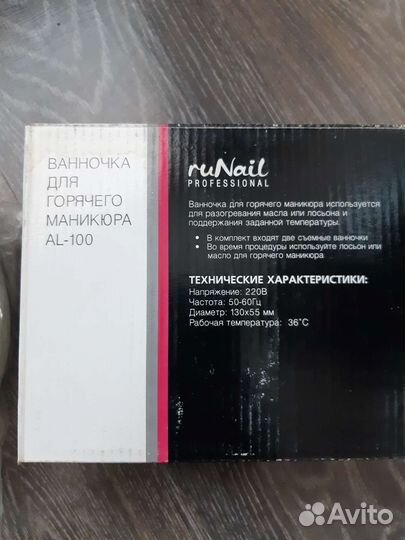 ВАННОЧКА
ДЛЯ
ГОРЯЧЕГО
МАНИКЮРА
AL-100
ruNail
PROFESSIONAL
Ванночка для горячего маникюра используется
для разогревания масла или лосьона и
поддержания заданной температуры.
• В комплект входят две съемные ванночки
• Во время процедуры используйте лосьон или
масло для горячего маникюра
ТЕХНИЧЕСКИЕ ХАРАКТЕРИСТИКИ:
Напряжение: 220В
Частота: 50-60Гц
Диаметр: 130х55 мм
Рабочая температура: 36˚С
Avito